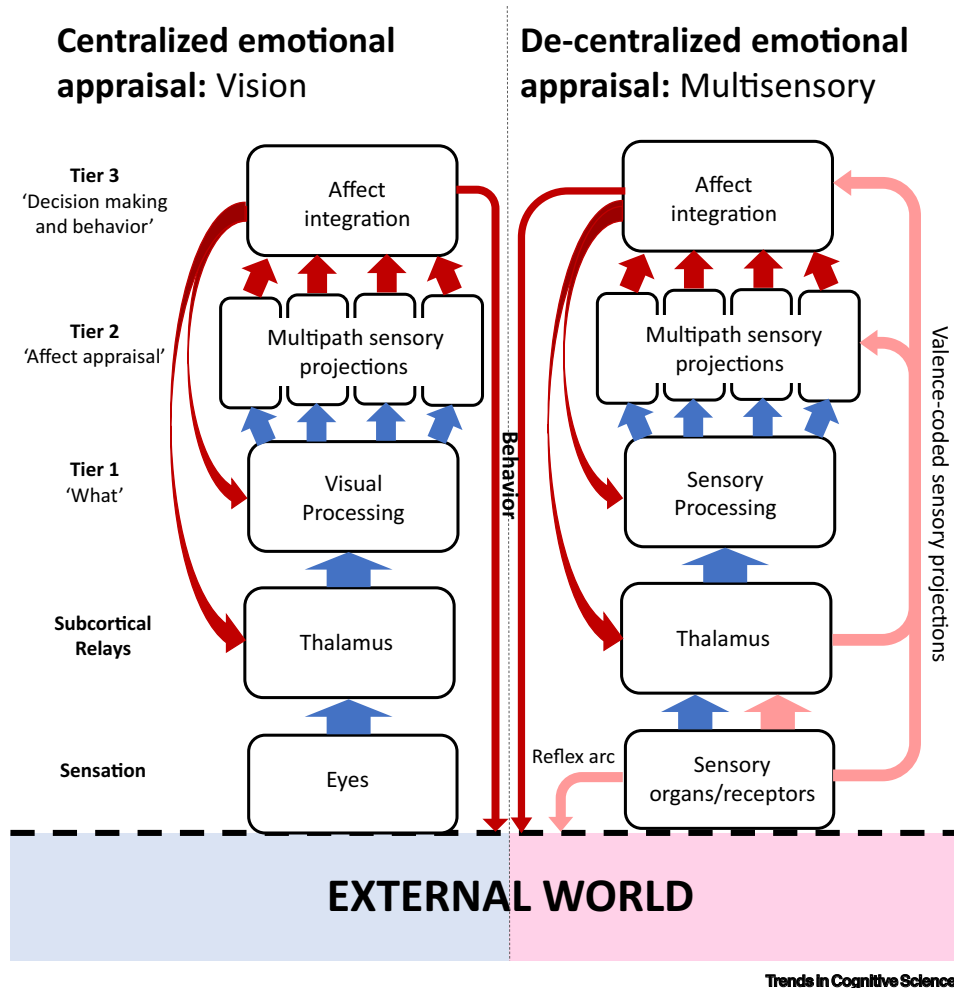 Centralized emotional
appraisal: Vision
De-centralized emotional
appraisal: Multisensory
Tier 3
‘Decision making
and behavior’
Affect
integration
Affect
integration
Tier 2
‘Affect appraisal’
Multipath sensory
projections
Multipath sensory
projections
Valence-coded sensory projections
Behavior
Tier 1
‘What’
Visual
Processing
Sensory
Processing
Subcortical
Relays
Thalamus
Thalamus
Sensation
Eyes
Reflex arc
Sensory
organs/receptors
EXTERNAL WORLD
Trends in Cognitive Science